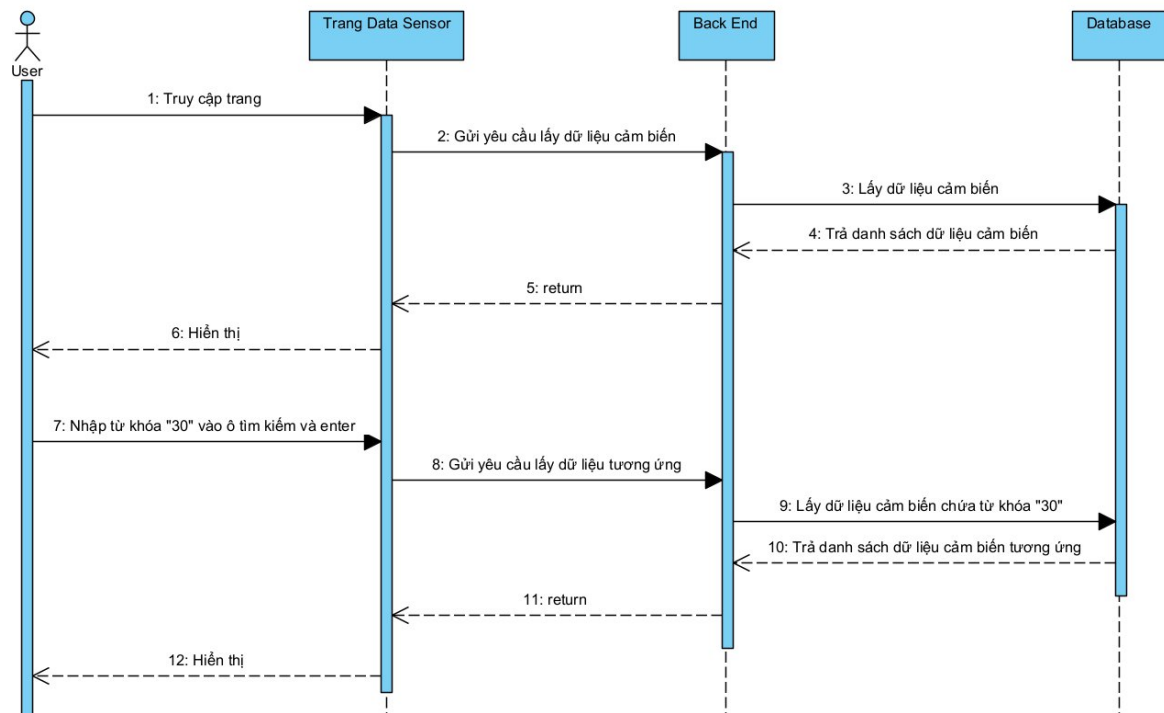 Trang Data Sensor
Back End
Database
User
1: Truy cập trang
2: Gửi yêu cầu lấy dữ liệu cảm biến
3: Lấy dữ liệu cảm biến
4: Trả danh sách dữ liệu cảm biến
5: return
6: Hiển thị
7: Nhập từ khóa "30" vào ô tìm kiếm và enter
8: Gửi yêu cầu lấy dữ liệu tương ứng
9: Lấy dữ liệu cảm biến chứa từ khóa "30"
10: Trả danh sách dữ liệu cảm biến tương ứng
11: return
12: Hiển thị